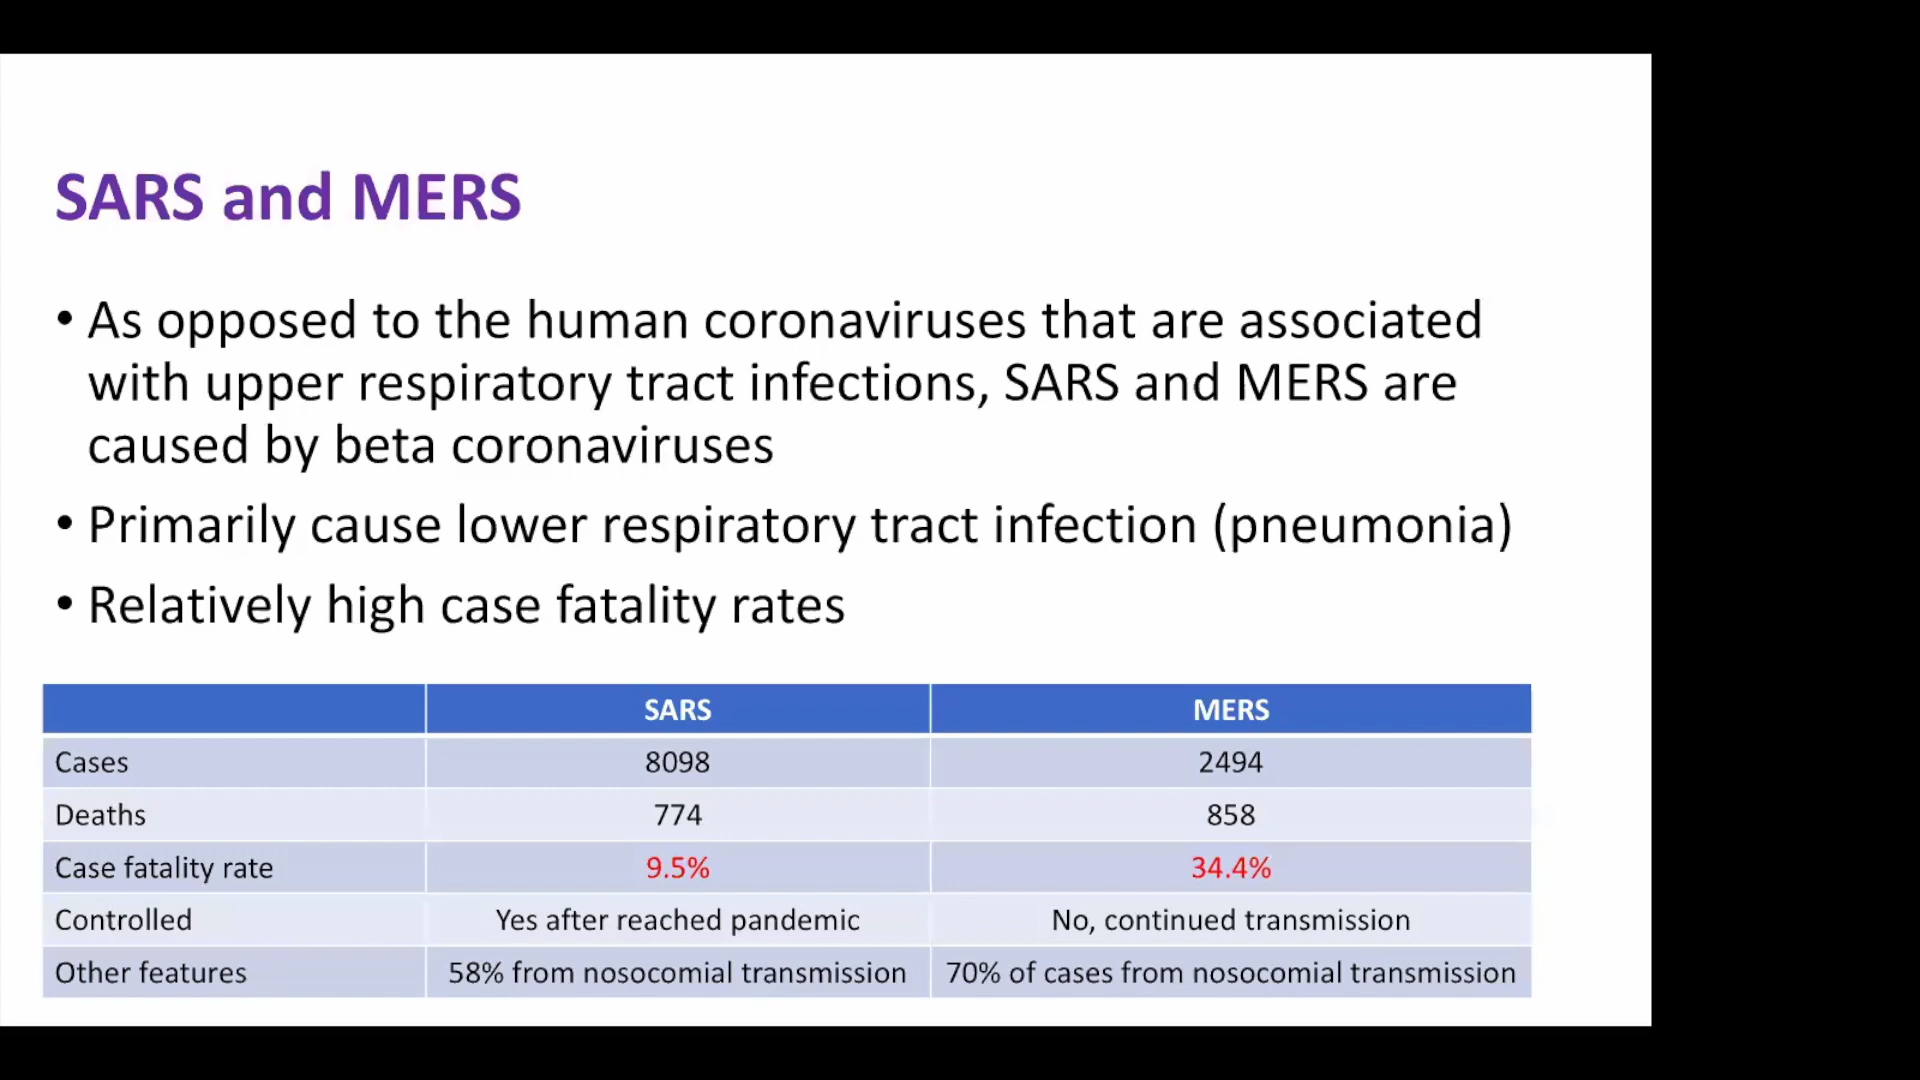 SARS and MERS
• As opposed to the human coronaviruses that are associated
with upper respiratory tract infections, SARS and MERS are
caused by beta coronaviruses
• Primarily cause lower respiratory tract infection (pneumonia)
• Relatively high case fatality rates
SARS MERS
Cases 8098 2494
Deaths 774 858
Case fatality rate 9.5% 34.4%
Controlled Yes after reached pandemic No, continued transmission
Other features 58% from nosocomial transmission 70% of cases from nosocomial transmission